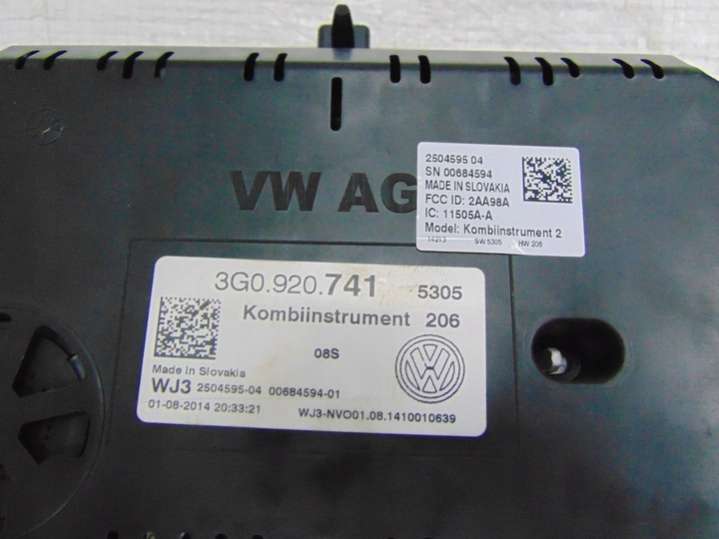 VW AG
2504595 04
SN 00684594
MADE IN SLOVAKIA
FCC ID: 2AA98A
IC: 11505A-A
Model: Kombiinstrument 2
14213 SW 5305 HW 206
3G0.920.741 5305
Kombiinstrument 206
08S
Made in Slovakia
WJ3 2504595-04 00684594-01
01-08-2014 20:33:21 WJ3-NVO01.08.1410010639